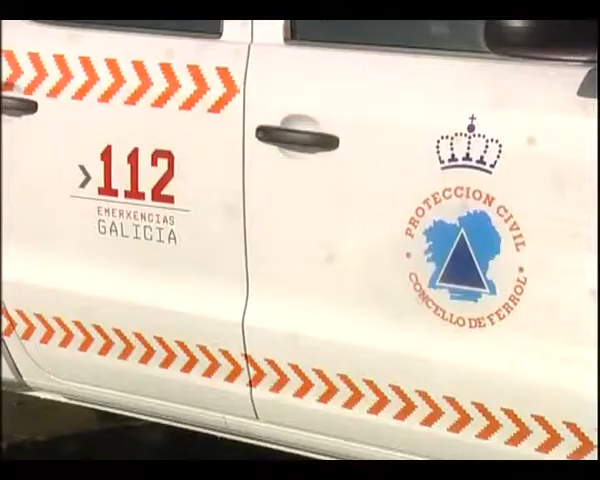 112
EMERXENCIAS
GALICIA
PROTECCION CIVIL
CONCELLO DE FERROL